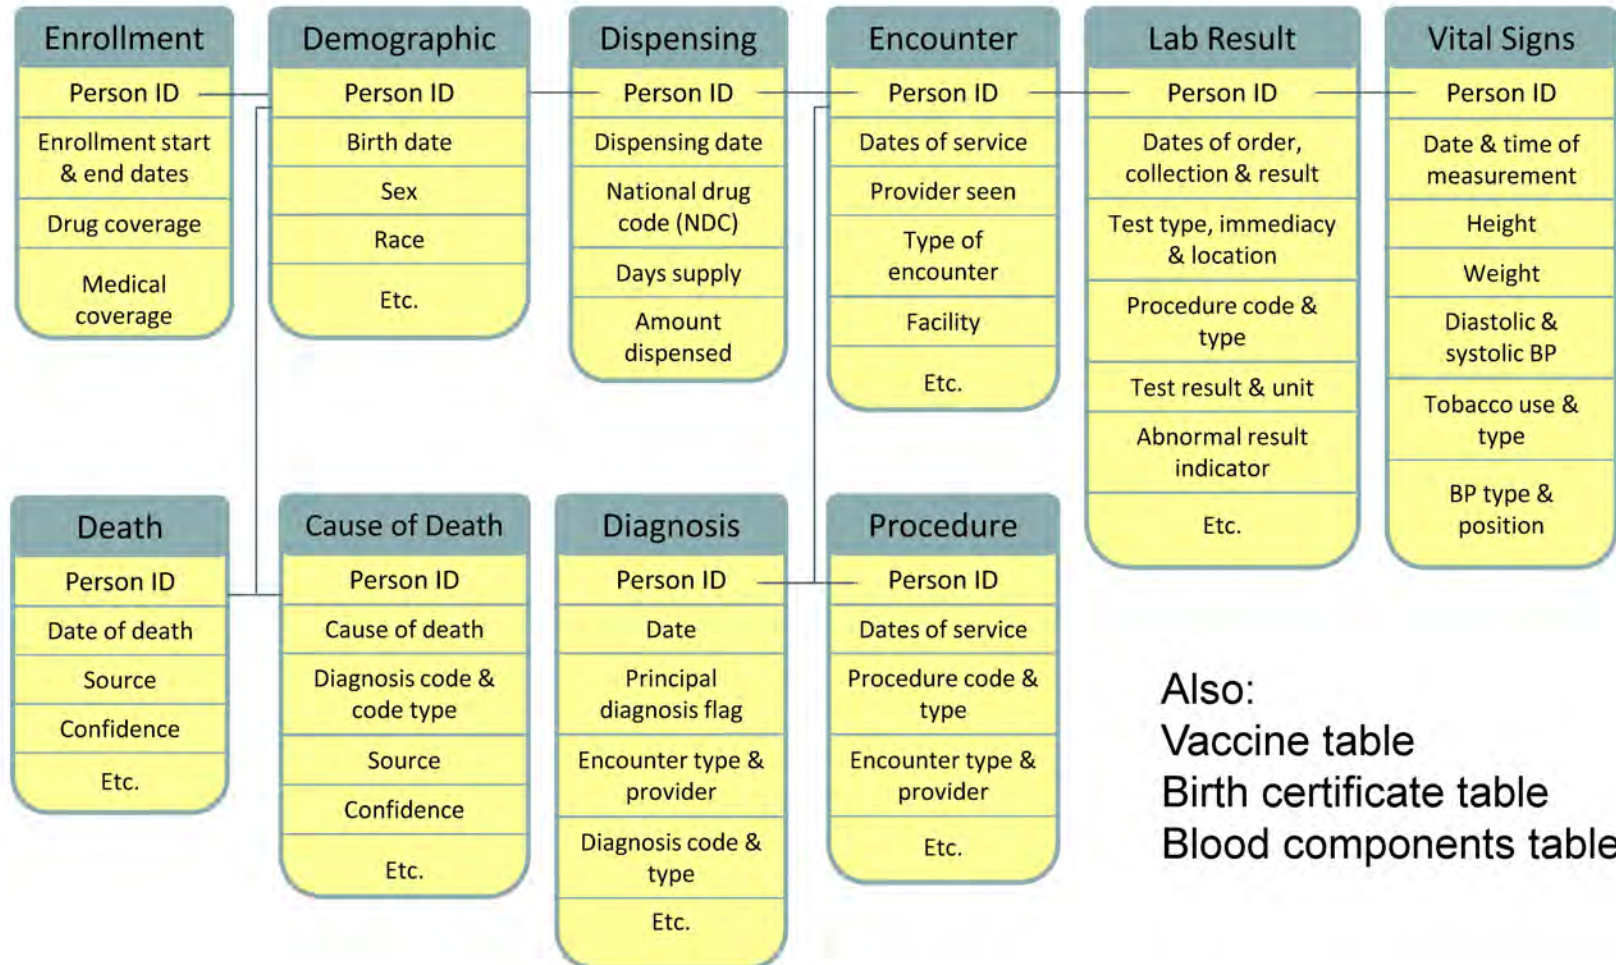 Enrollment
Person ID
Enrollment start
& end dates
Drug coverage
Medical
coverage
Demographic
Person ID
Birth date
Sex
Race
Etc.
Dispensing
Person ID
Dispensing date
National drug
code (NDC)
Days supply
Amount
dispensed
Encounter
Person ID
Dates of service
Provider seen
Type of
encounter
Facility
Etc.
Lab Result
Person ID
Dates of order,
collection & result
Test type, immediacy
& location
Procedure code &
type
Test result & unit
Abnormal result
indicator
Etc.
Vital Signs
Person ID
Date & time of
measurement
Height
Weight
Diastolic &
systolic BP
Tobacco use &
type
BP type &
position
Death
Person ID
Date of death
Source
Confidence
Etc.
Cause of Death
Person ID
Cause of death
Diagnosis code &
code type
Source
Confidence
Etc.
Diagnosis
Person ID
Date
Principal
diagnosis flag
Encounter type &
provider
Diagnosis code &
type
Etc.
Procedure
Person ID
Dates of service
Procedure code &
type
Encounter type &
provider
Etc.
Also:
Vaccine table
Birth certificate table
Blood components table